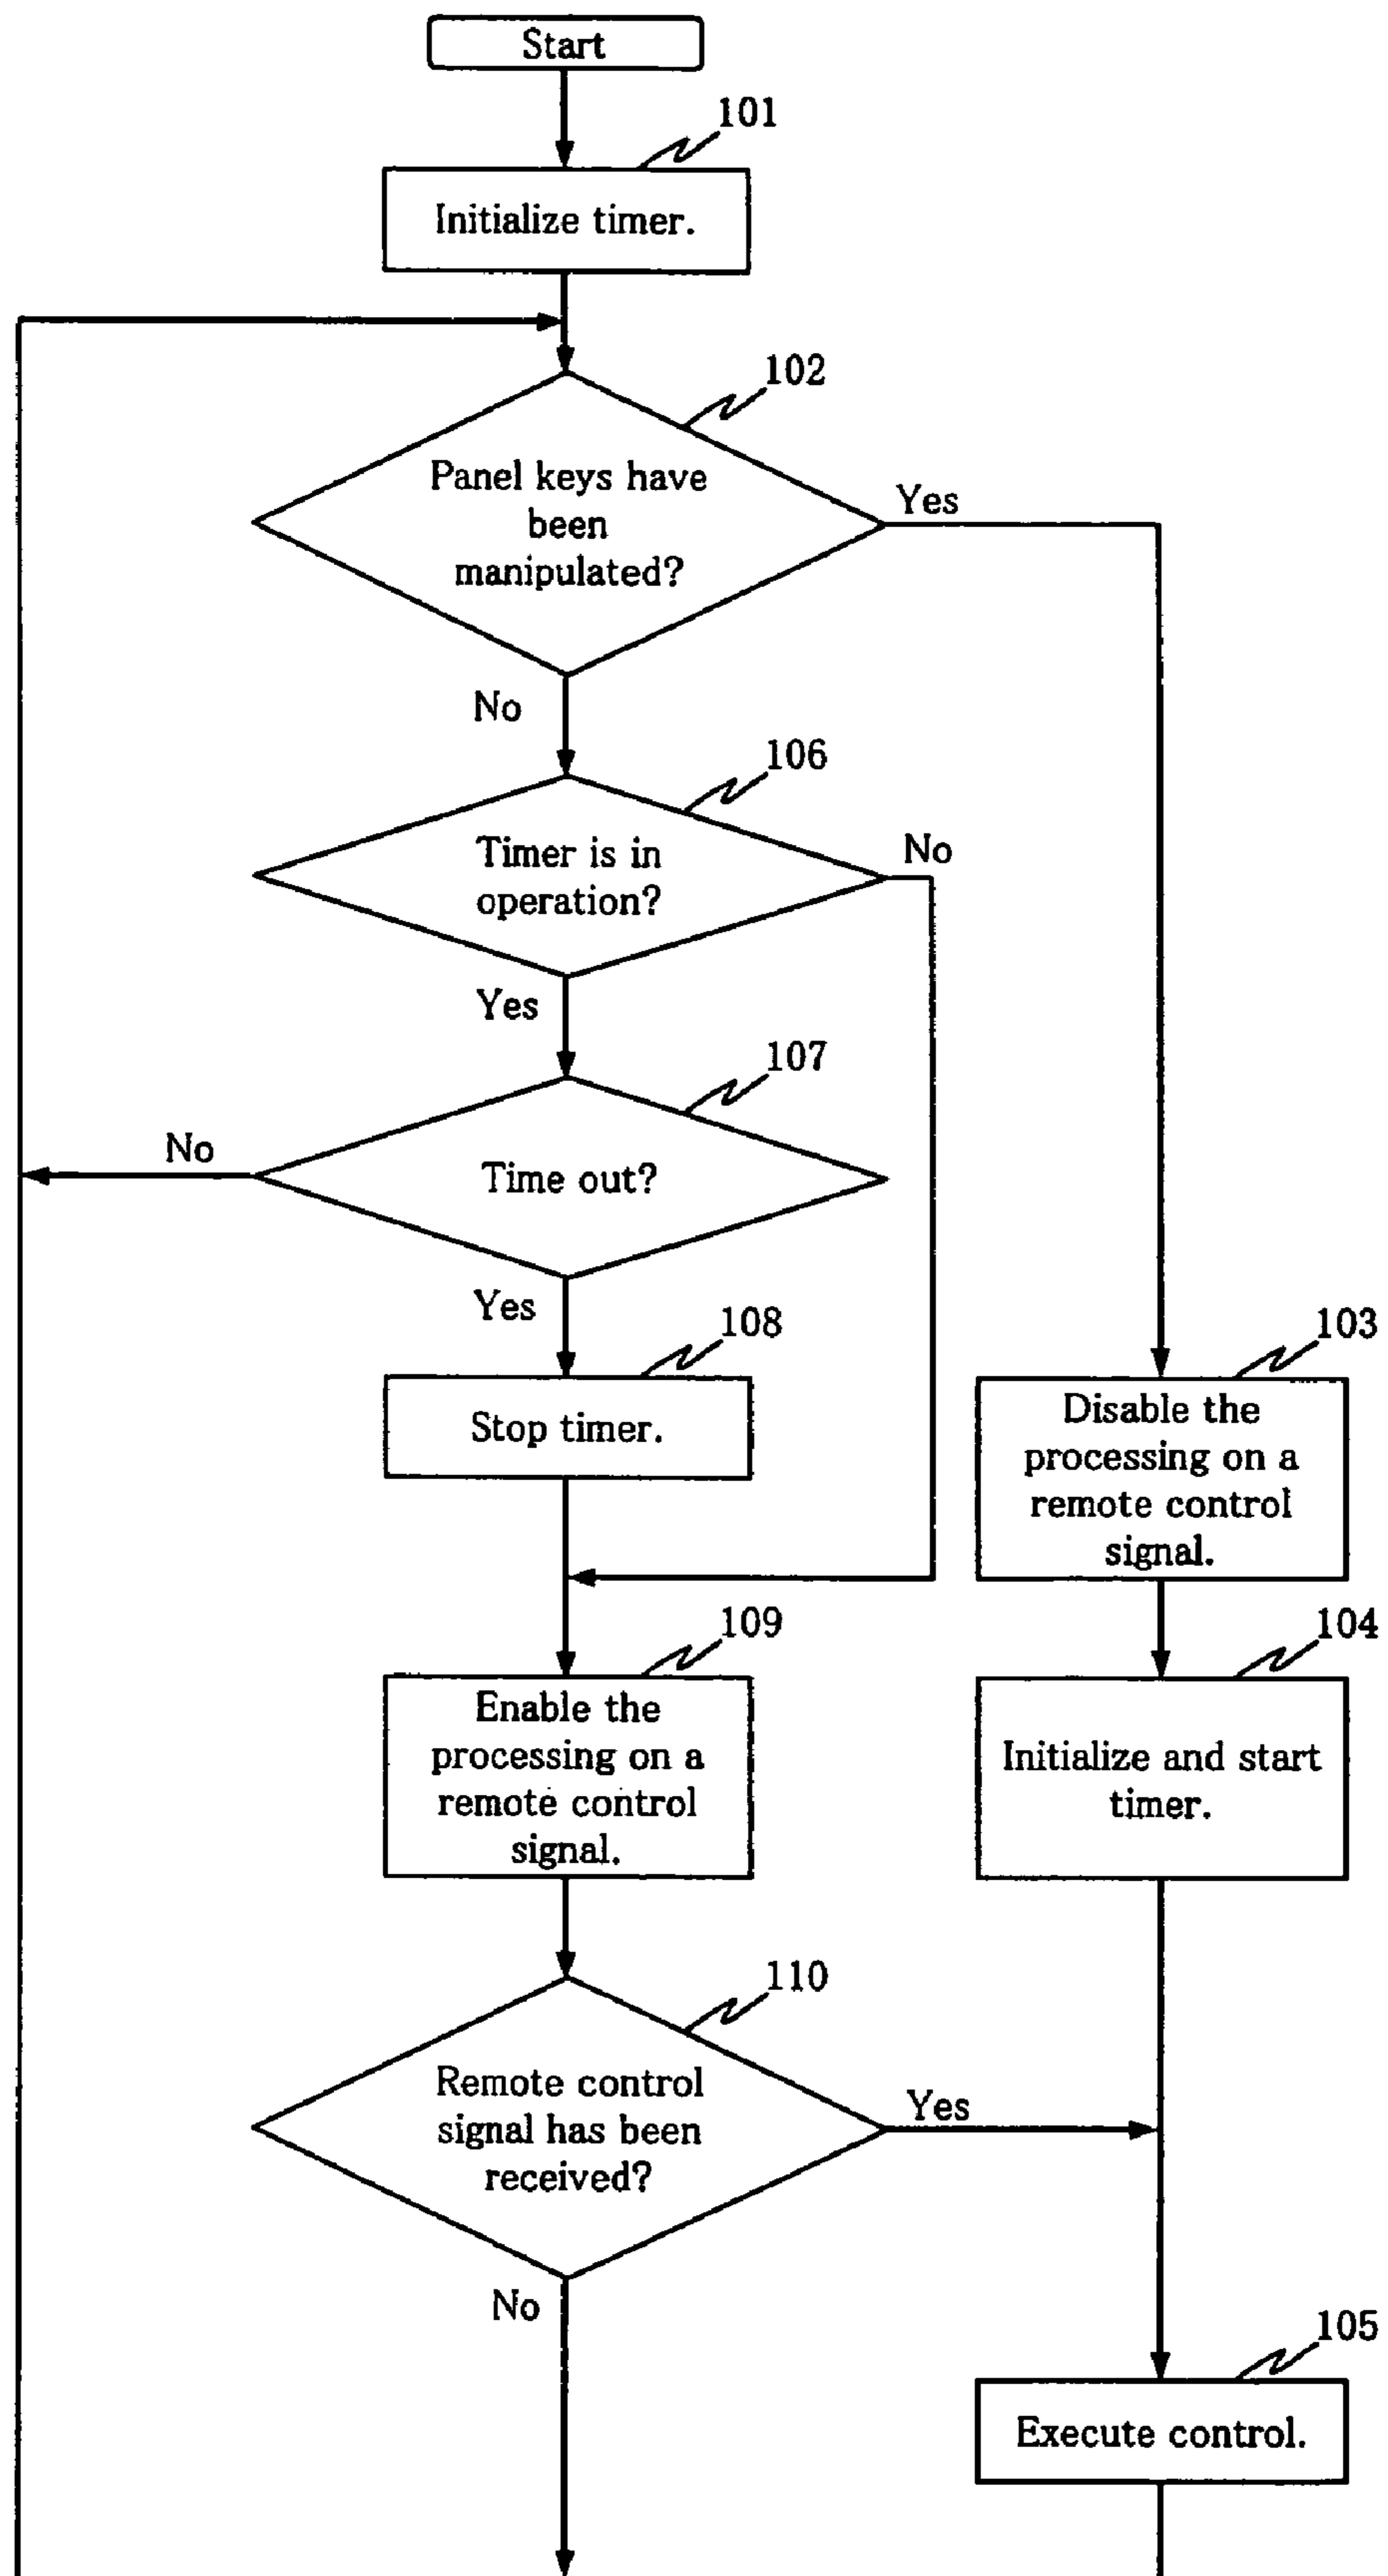 Start
101
Initialize timer.
102
Panel keys have
been
manipulated?
Yes
No
106
Timer is in
operation?
No
Yes
107
Time out?
No
Yes
108
Stop timer.
103
Disable the
processing on a
remote control
signal.
109
Enable the
processing on a
remote control
signal.
104
Initialize and start
timer.
110
Remote control
signal has been
received?
Yes
No
105
Execute control.